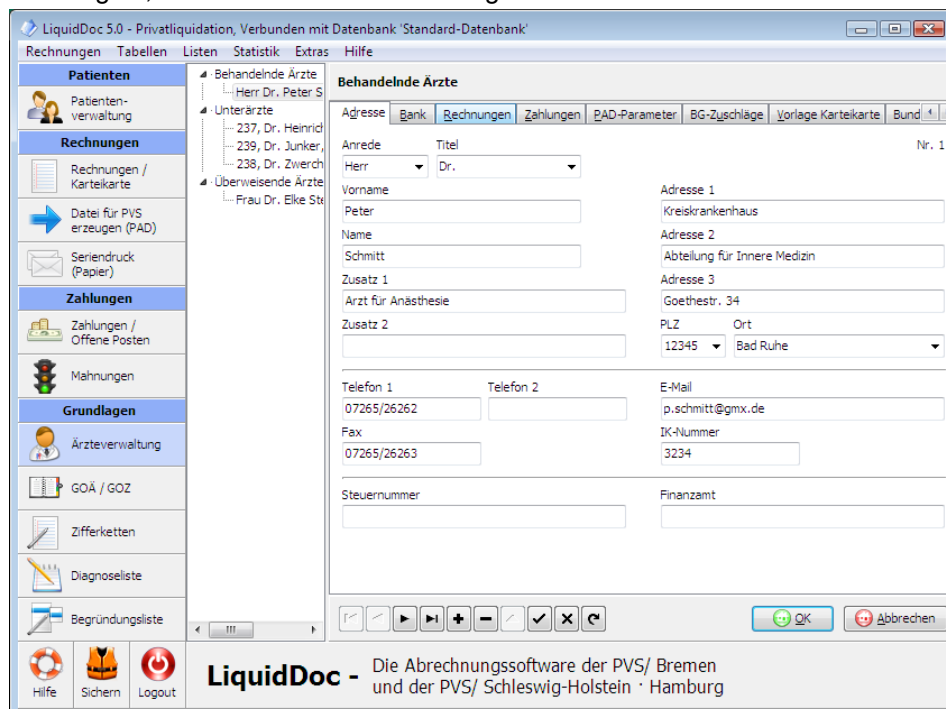 LiquidDoc 5.0 - Privatliquidation, Verbunden mit Datenbank 'Standard-Datenbank'
Rechnungen Tabellen Listen Statistik Extras Hilfe
Patienten
Patienten-
verwaltung
Rechnungen
Rechnungen /
Karteikarte
Datei für PVS
erzeugen (PAD)
Seriendruck
(Papier)
Zahlungen
Zahlungen /
Offene Posten
Mahnungen
Grundlagen
Ärzteverwaltung
GOÄ / GOZ
Zifferketten
Diagnoseliste
Begründungsliste
Behandelnde Ärzte
Herr Dr. Peter S
Unterärzte
237, Dr. Heinrich
239, Dr. Junker,
238, Dr. Zwerch
Überweisende Ärzte
Frau Dr. Elke Ste
Behandelnde Ärzte
Adresse Bank Rechnungen Zahlungen PAD-Parameter BG-Zuschläge Vorlage Karteikarte Bund
Anrede Titel Nr. 1
Herr Dr.
Vorname Adresse 1
Peter Kreiskrankenhaus
Name Adresse 2
Schmitt Abteilung für Innere Medizin
Zusatz 1 Adresse 3
Arzt für Anästhesie Goethestr. 34
Zusatz 2 PLZ Ort
12345 Bad Ruhe
Telefon 1 Telefon 2 E-Mail
07265/26262 p.schmitt@gmx.de
Fax IK-Nummer
07265/26263 3234
Steuernummer Finanzamt
OK Abbrechen
Hilfe Sichern Logout
LiquidDoc - Die Abrechnungssoftware der PVS/ Bremen
und der PVS/ Schleswig-Holstein · Hamburg